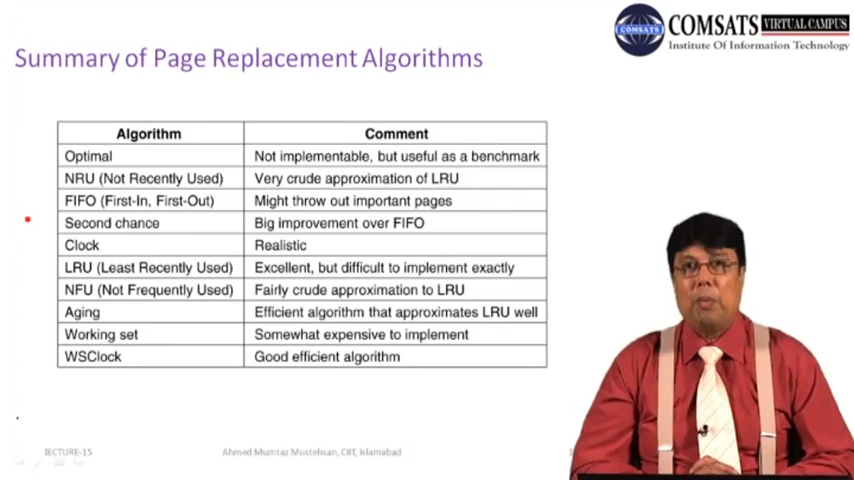 COMSATS VIRTUAL CAMPUS
COMSATS
Institute Of Information Technology
Summary of Page Replacement Algorithms
Algorithm Comment
Optimal Not implementable, but useful as a benchmark
NRU (Not Recently Used) Very crude approximation of LRU
FIFO (First-In, First-Out) Might throw out important pages
Second chance Big improvement over FIFO
Clock Realistic
LRU (Least Recently Used) Excellent, but difficult to implement exactly
NFU (Not Frequently Used) Fairly crude approximation to LRU
Aging Efficient algorithm that approximates LRU well
Working set Somewhat expensive to implement
WSClock Good efficient algorithm
LECTURE-15 Ahmed Mumtaz Mustehsan, CIIT, Islamabad